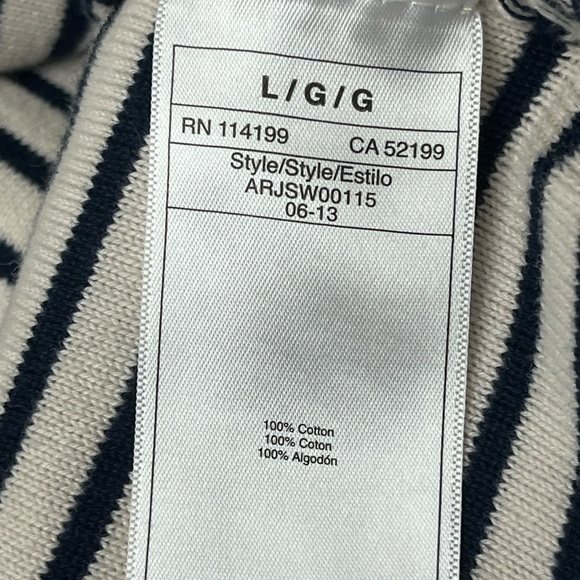 L/G/G
RN 114199 CA 52199
Style/Style/Estilo
ARJSW00115
06-13
100% Cotton
100% Coton
100% Algodón